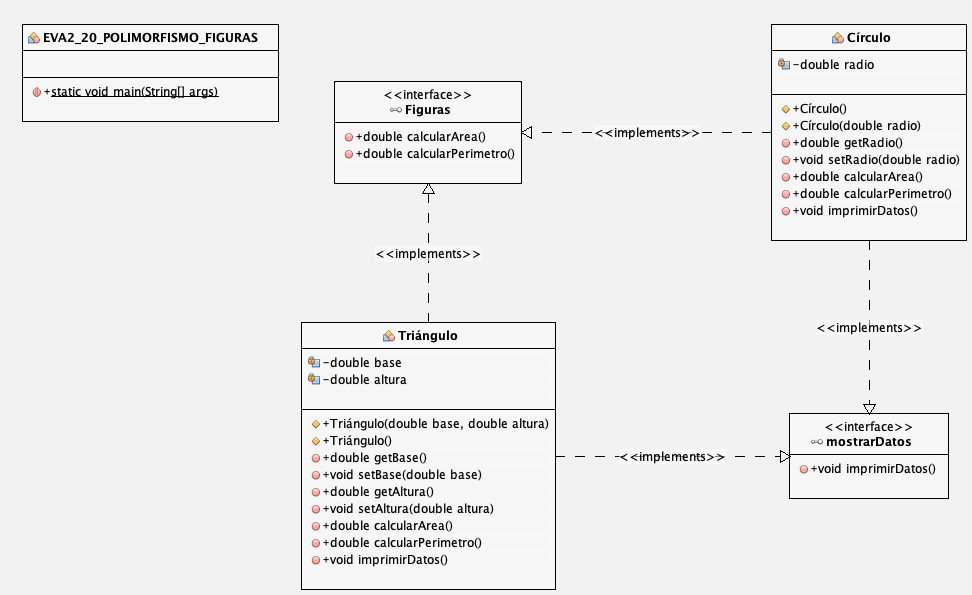 EVA2_20_POLIMORFISMO_FIGURAS
+static void main(String[] args)
<<interface>>
Figuras
+double calcularArea()
+double calcularPerimetro()
<<implements>>
Círculo
-double radio
+Círculo()
+Círculo(double radio)
+double getRadio()
+void setRadio(double radio)
+double calcularArea()
+double calcularPerimetro()
+void imprimirDatos()
<<implements>>
<<implements>>
Triángulo
-double base
-double altura
+Triángulo(double base, double altura)
+Triángulo()
+double getBase()
+void setBase(double base)
+double getAltura()
+void setAltura(double altura)
+double calcularArea()
+double calcularPerimetro()
+void imprimirDatos()
<<implements>>
<<interface>>
mostrarDatos
+void imprimirDatos()